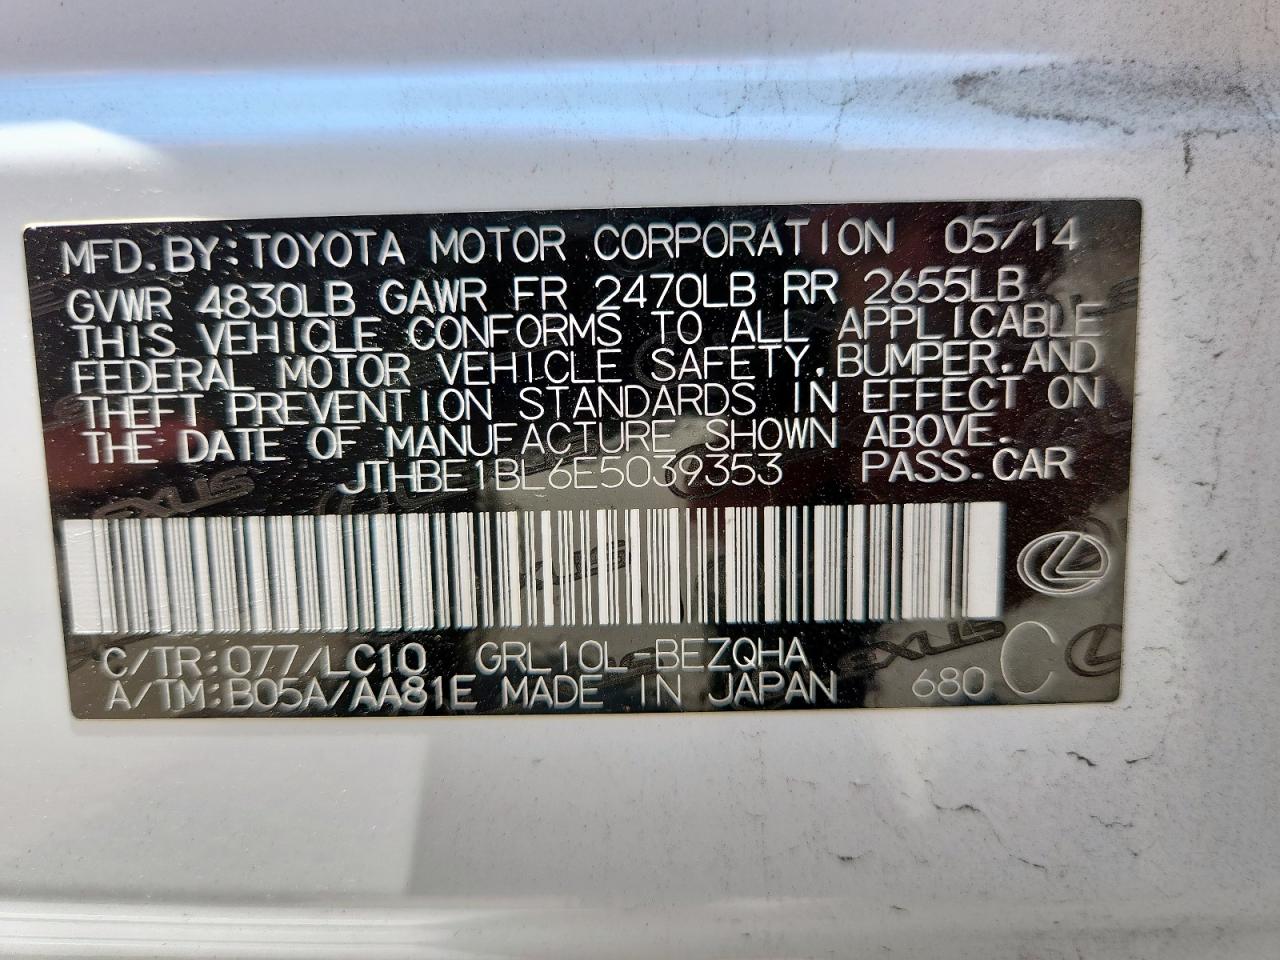 MFD.BY:TOYOTA MOTOR CORPORATION 05/14
GVWR 4830LB GAWR FR 2470LB RR 2655LB
THIS VEHICLE CONFORMS TO ALL APPLICABLE
FEDERAL MOTOR VEHICLE SAFETY,BUMPER,AND
THEFT PREVENTION STANDARDS IN EFFECT ON
THE DATE OF MANUFACTURE SHOWN ABOVE.
JTHBE1BL6E5039353 PASS.CAR
C/TR:077/LC10 GRL10L-BEZQHA
A/TM:B05A/AA81E MADE IN JAPAN 680 C